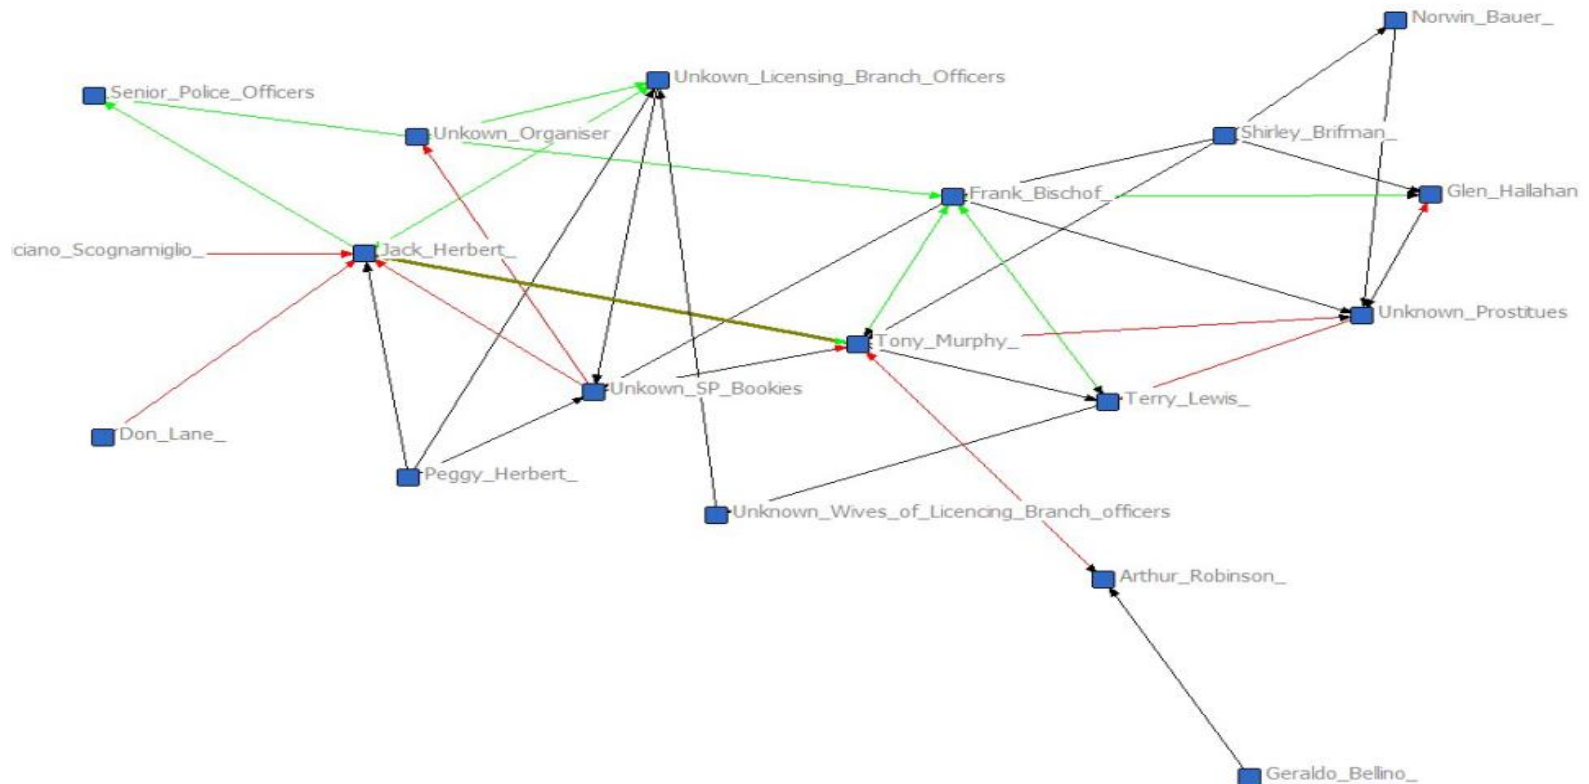 Norwin_Bauer_
Unkown_Licensing_Branch_Officers
Senior_Police_Officers
Unkown_Organiser
Shirley_Brifman_
Frank_Bischof_
Glen_Hallahan
ciano_Scognamiglio_
Jack_Herbert_
Unknown_Prostitues
Tony_Murphy_
Unkown_SP_Bookies
Terry_Lewis_
Don_Lane_
Peggy_Herbert_
Unknown_Wives_of_Licencing_Branch_officers
Arthur_Robinson_
Geraldo_Bellino_